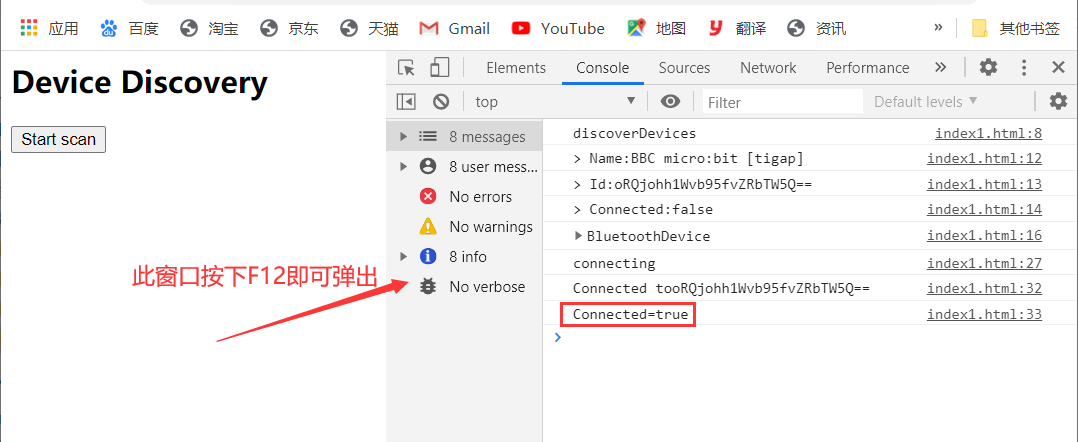 应用 百度 淘宝 京东 天猫 Gmail YouTube 地图 翻译 资讯 » 其他书签
Device Discovery
Start scan
Elements Console Sources Network Performance »
top Filter Default levels
8 messages
8 user mess...
No errors
No warnings
8 info
No verbose
此窗口按下F12即可弹出
discoverDevices index1.html:8
> Name:BBC micro:bit [tigap] index1.html:12
> Id:oRQjohh1Wvb95fvZRbTW5Q== index1.html:13
> Connected:false index1.html:14
BluetoothDevice index1.html:16
connecting index1.html:27
Connected tooRQjohh1Wvb95fvZRbTW5Q== index1.html:32
Connected=true index1.html:33